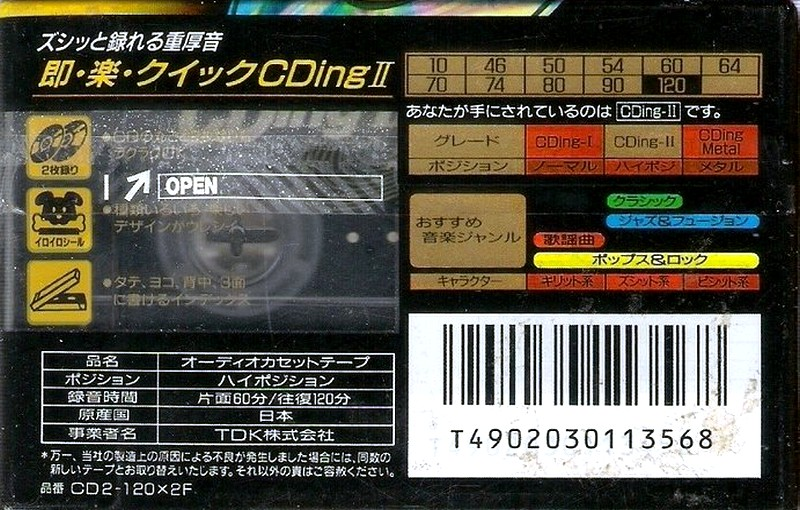 ズシッと録れる重厚音
即・楽・クイックCDingⅡ
2枚録り
OPEN
イロイロシール
デザインがウレシイ
●タテ、ヨコ、背中、3面
に書けるインデックス
10 46 50 54 60 64
70 74 80 90 120
あなたが手にされているのは CDing-Ⅱ です。
グレード CDing-Ⅰ CDing-Ⅱ CDing Metal
ポジション ノーマル ハイポジ メタル
おすすめ
音楽ジャンル
クラシック
ジャズ&フュージョン
歌謡曲
ポップス&ロック
キャラクター キリット系 ズシット系 ビシット系
品名 オーディオカセットテープ
ポジション ハイポジション
録音時間 片面60分/往復120分
原産国 日本
事業者名 TDK株式会社
*万一、当社の製造上の原因による不良が発生しました場合には、同数の
新しいテープとお取り替えいたします。それ以外の責はご容赦ください。
品番 CD2-120×2F
T4902030113568